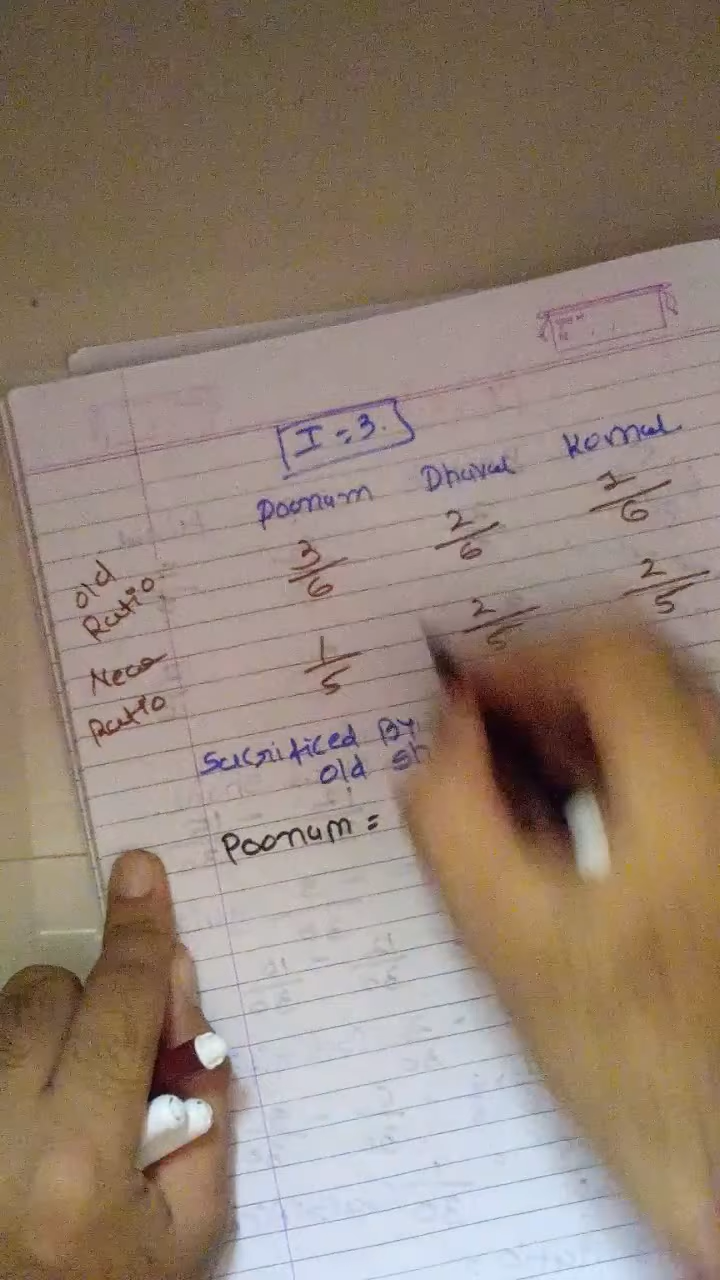 I = 3.
Poonum Dhaval Komal
Old Ratio 3/6 2/6 1/6
New Ratio 1/5 2/5 2/5
Sacrificed By
old
Poonum =